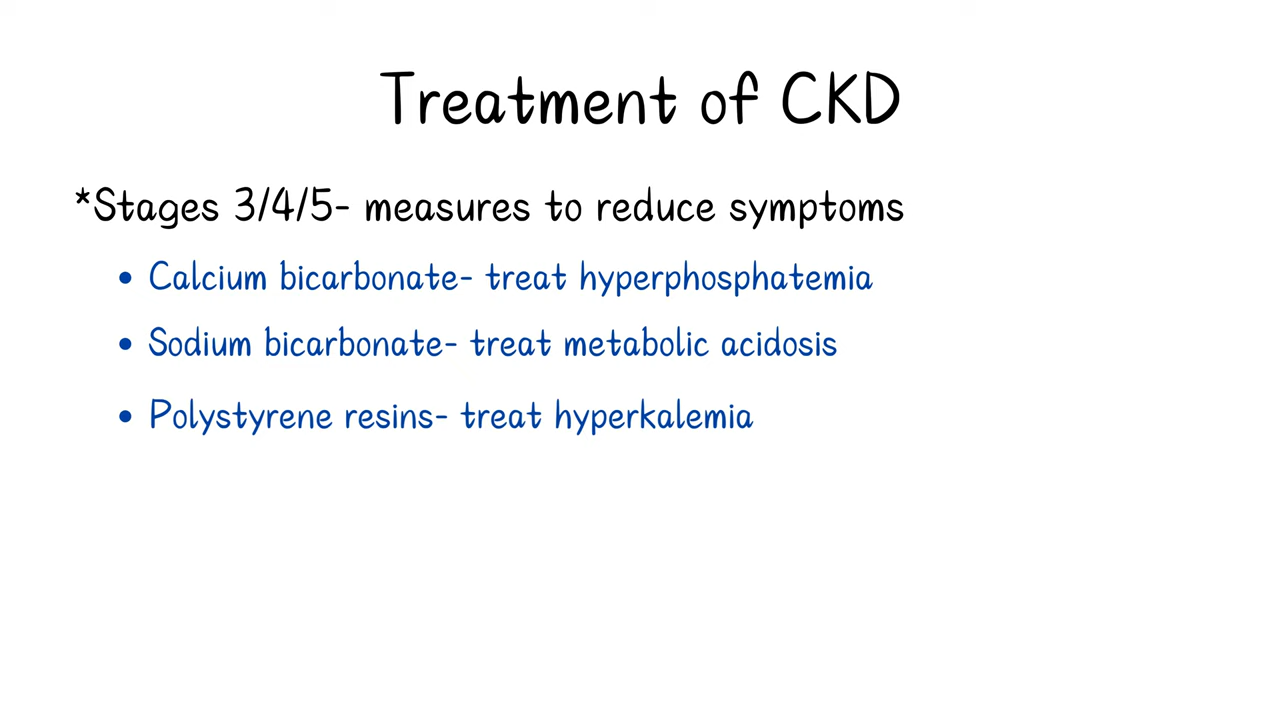 Treatment of CKD
*Stages 3/4/5- measures to reduce symptoms
• Calcium bicarbonate- treat hyperphosphatemia
• Sodium bicarbonate- treat metabolic acidosis
• Polystyrene resins- treat hyperkalemia